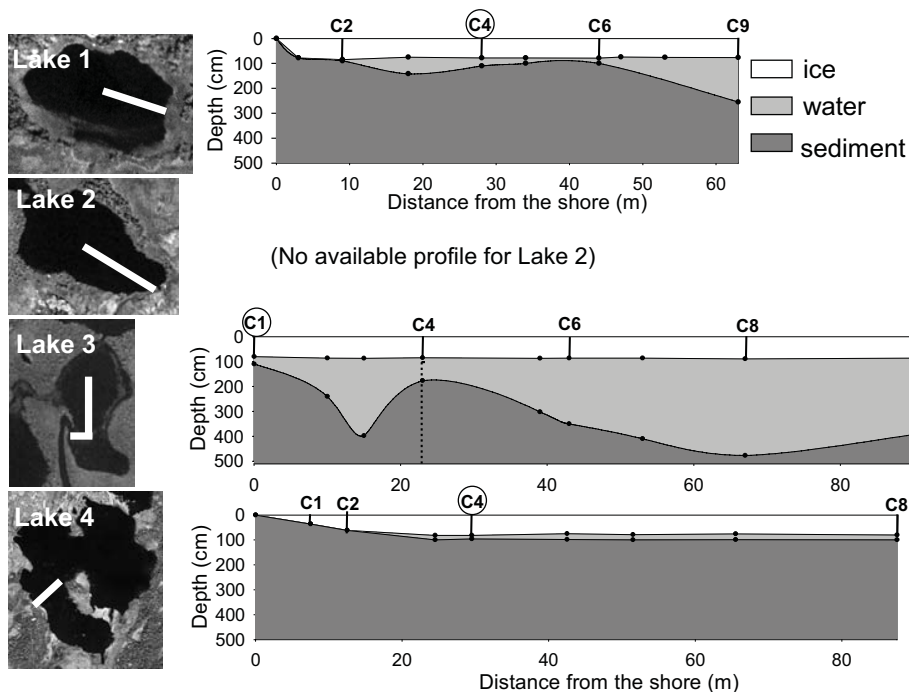 Lake 1
C2 C4 C6 C9
0
100
200
300
400
500
Depth (cm)
0 10 20 30 40 50 60
Distance from the shore (m)
ice
water
sediment
Lake 2
(No available profile for Lake 2)
Lake 3
C1 C4 C6 C8
0
100
200
300
400
500
Depth (cm)
0 20 40 60 80
Lake 4
C1 C2 C4 C8
0
100
200
300
400
500
Depth (cm)
0 20 40 60 80
Distance from the shore (m)